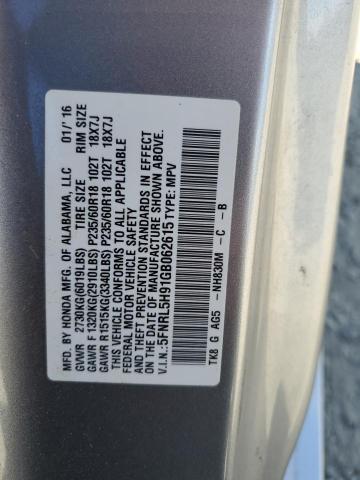 MFD. BY HONDA MFG. OF ALABAMA, LLC 01/'16
GVWR 2730KG(6019LBS) TIRE SIZE RIM SIZE
GAWR F 1320KG(2910LBS) P235/60R18 102T 18X7J
GAWR R1515KG(3340LBS) P235/60R18 102T 18X7J
THIS VEHICLE CONFORMS TO ALL APPLICABLE
FEDERAL MOTOR VEHICLE SAFETY
AND THEFT PREVENTION STANDARDS IN EFFECT
ON THE DATE OF MANUFACTURE SHOWN ABOVE.
V.I.N.:5FNRL5H91GB062615 TYPE: MPV
TK8 G AG5 -NH830M -C -B